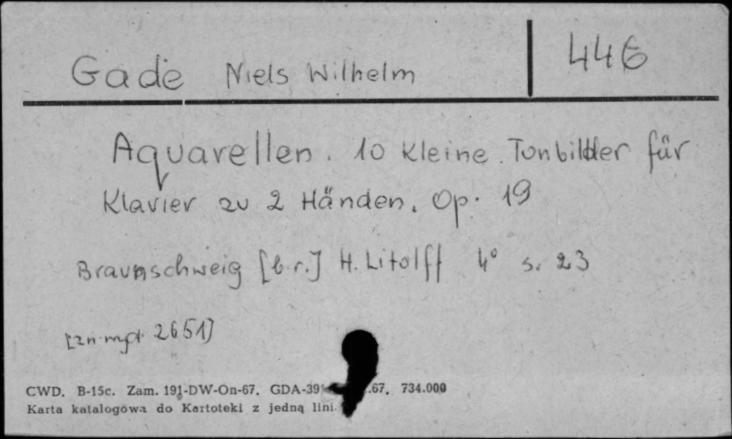 Gade Niels Wilhelm 446
Aquarellen. 10 kleine Tonbilder für
Klavier zu 2 Händen. Op. 19
Braunschweig [b.r.] H. Litolff 4° s. 23
[zn. mpt 2651]
CWD. B-15c. Zam. 191-DW-On-67. GDA-39 .67. 734.000
Karta katalogowa do Kartoteki z jedną lini